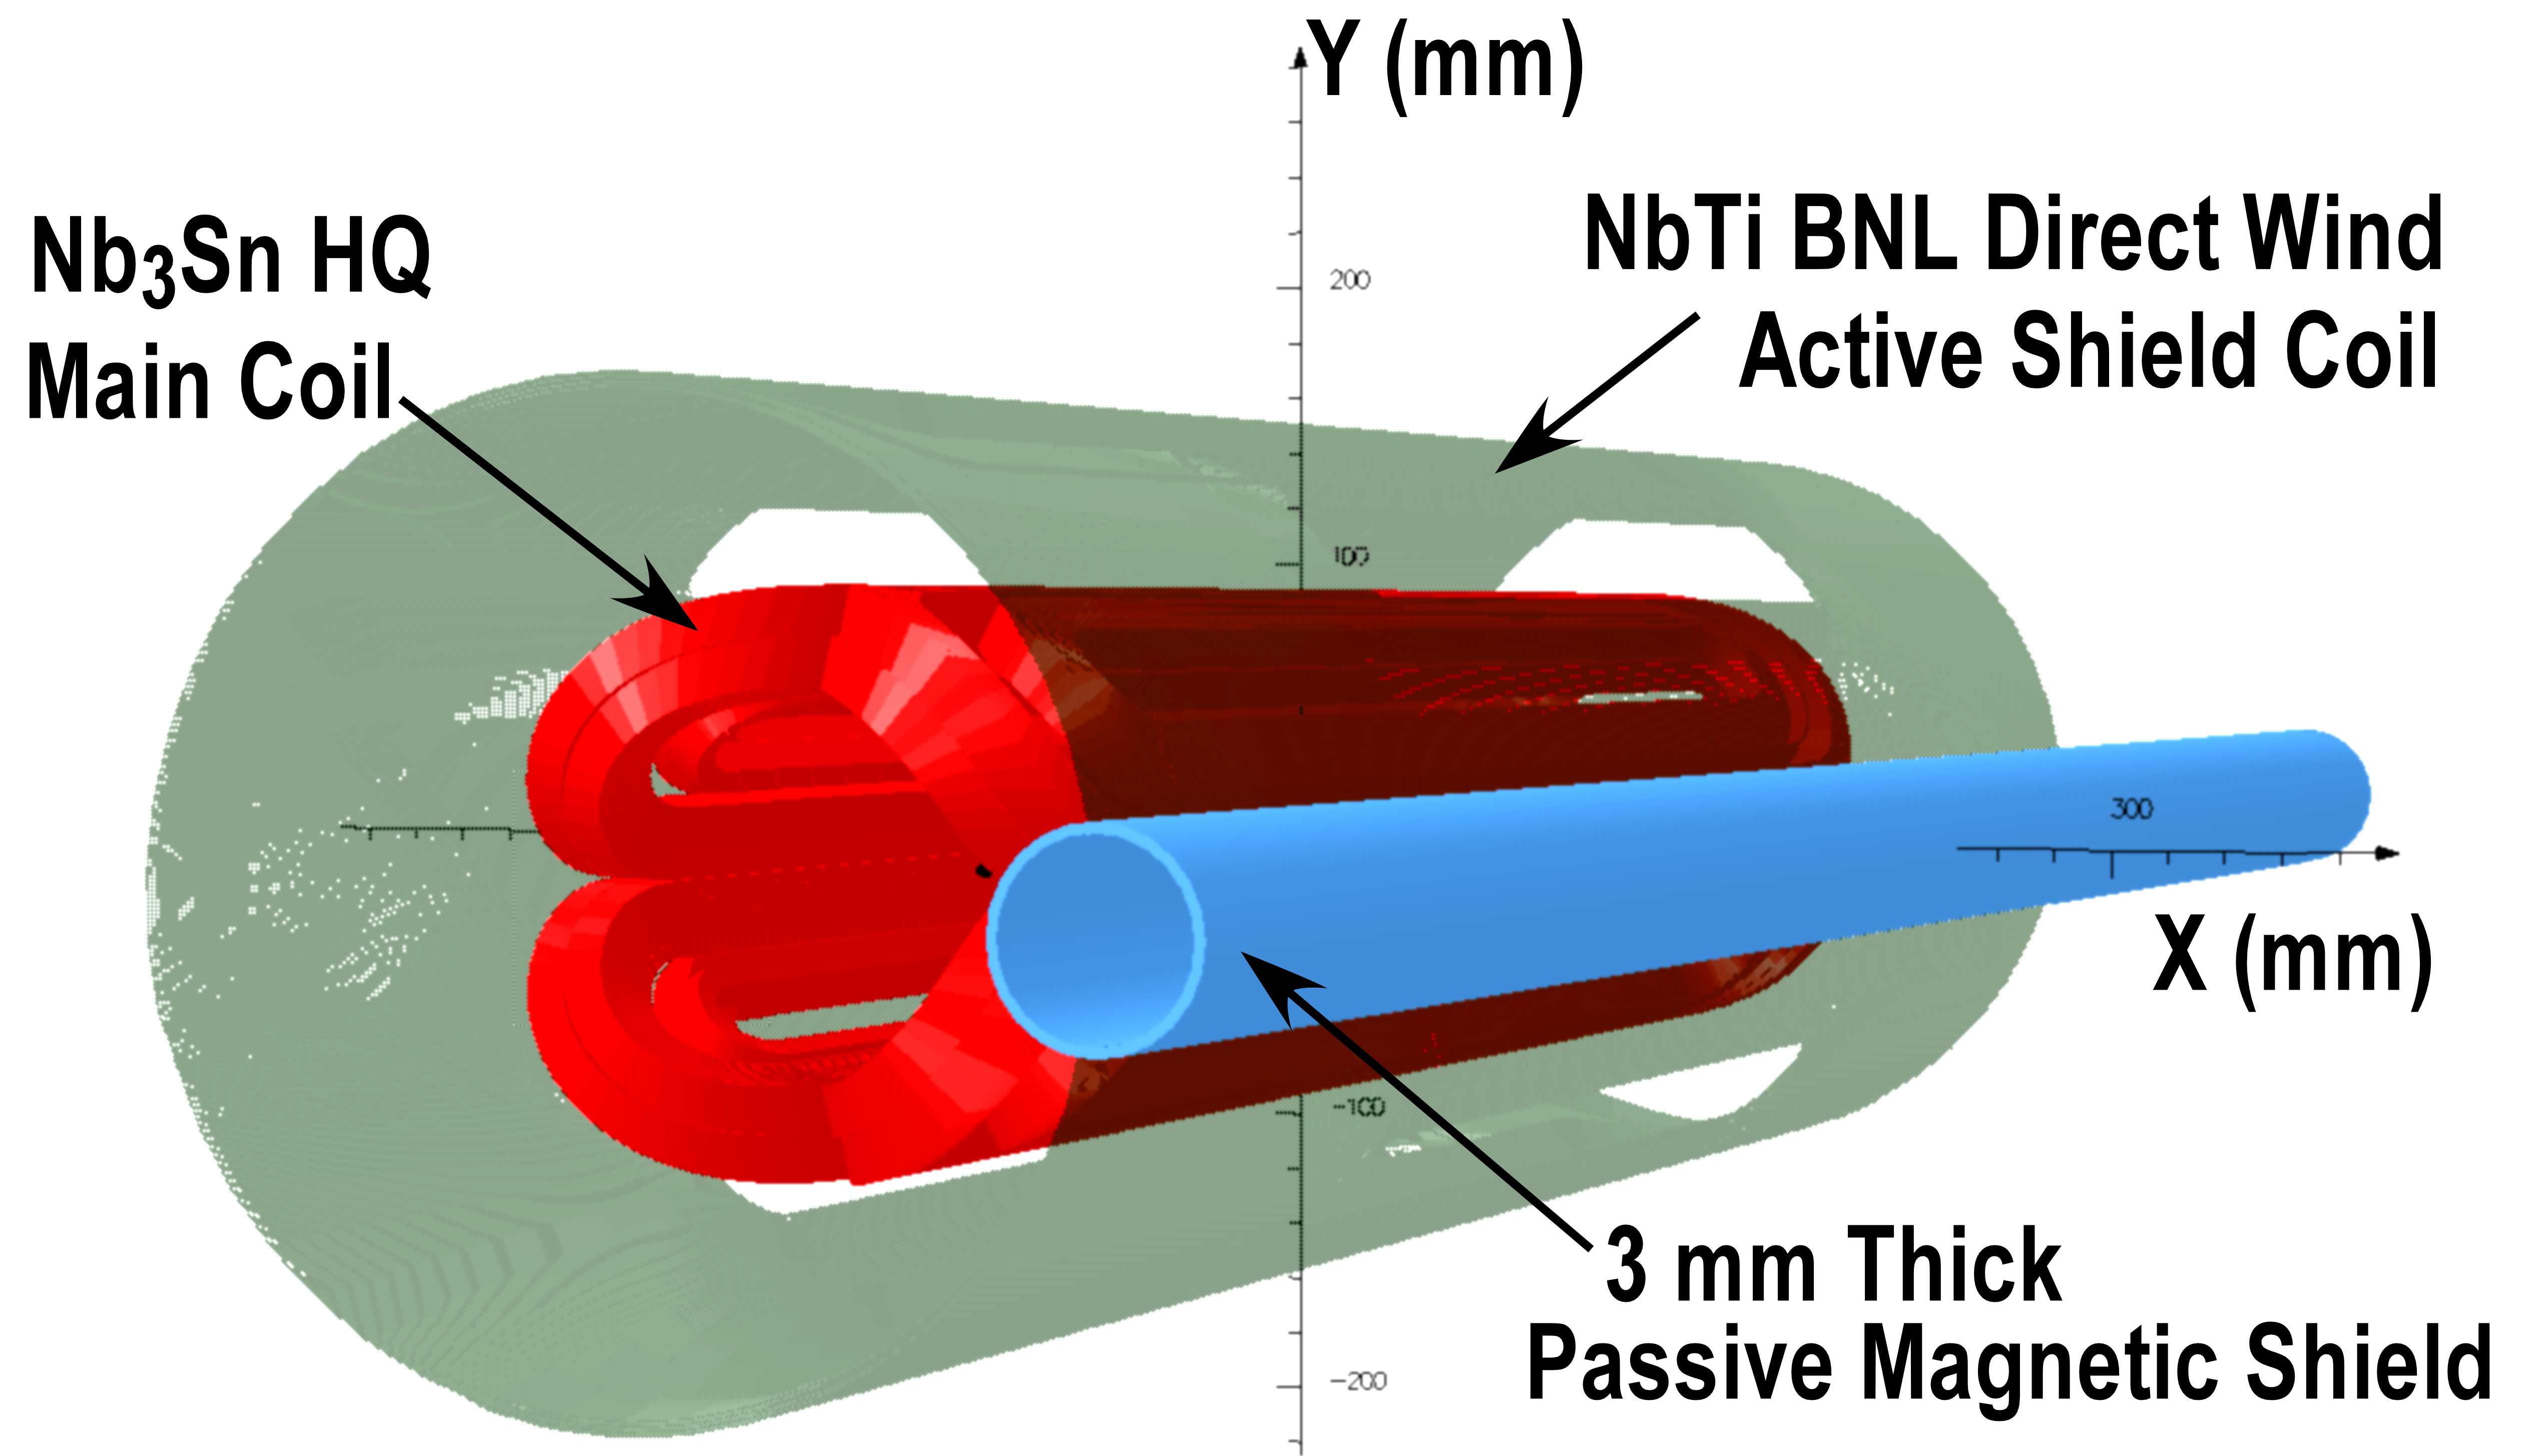 Y (mm)
Nb₃Sn HQ
Main Coil
NbTi BNL Direct Wind
Active Shield Coil
200
100
300
X (mm)
-100
3 mm Thick
Passive Magnetic Shield
-200